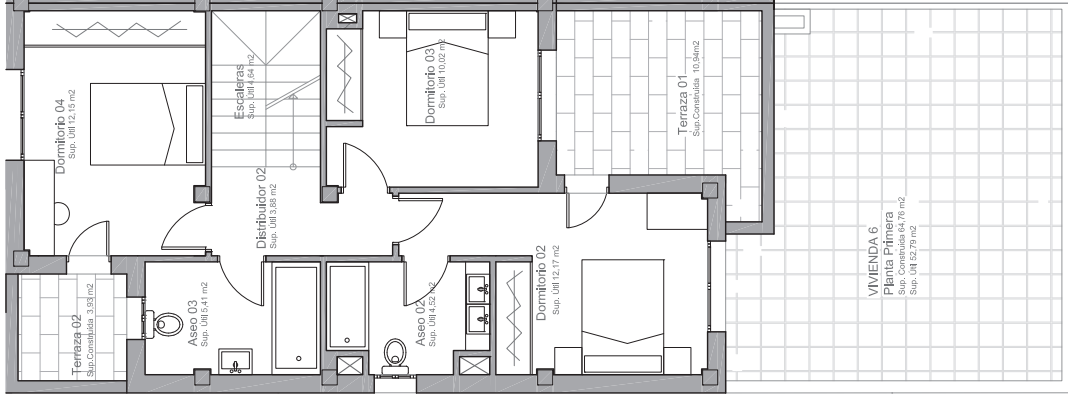 Dormitorio 04
Sup. Útil 12,15 m2
Escaleras
Sup. Útil 4,64 m2
Dormitorio 03
Sup. Útil 10,02 m2
Terraza 01
Sup.Construida 10,94m2
Distribuidor 02
Sup. Útil 3,88 m2
Terraza 02
Sup.Construida 3,93 m2
Aseo 03
Sup. Útil 5,41 m2
Aseo 02
Sup. Útil 4,52 m2
Dormitorio 02
Sup. Útil 12,17 m2
VIVIENDA 6
Planta Primera
Sup. Construida 64,76 m2
Sup. Útil 52,79 m2